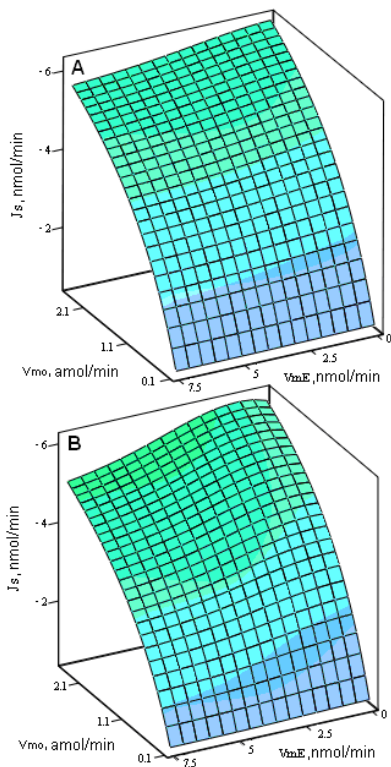 A
- 6
- 4
- 2
Js, nmol/min
2.1
1.1
0.1
Vmo, amol/min
7.5
5
2.5
0
VmE, nmol/min
B
- 6
- 4
- 2
Js, nmol/min
2.1
1.1
0.1
Vmo, amol/min
7.5
5
2.5
0
VmE, nmol/min